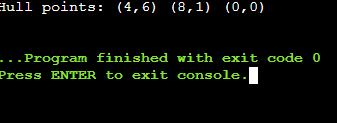 Hull points: (4,6) (8,1) (0,0)
...Program finished with exit code 0
Press ENTER to exit console.